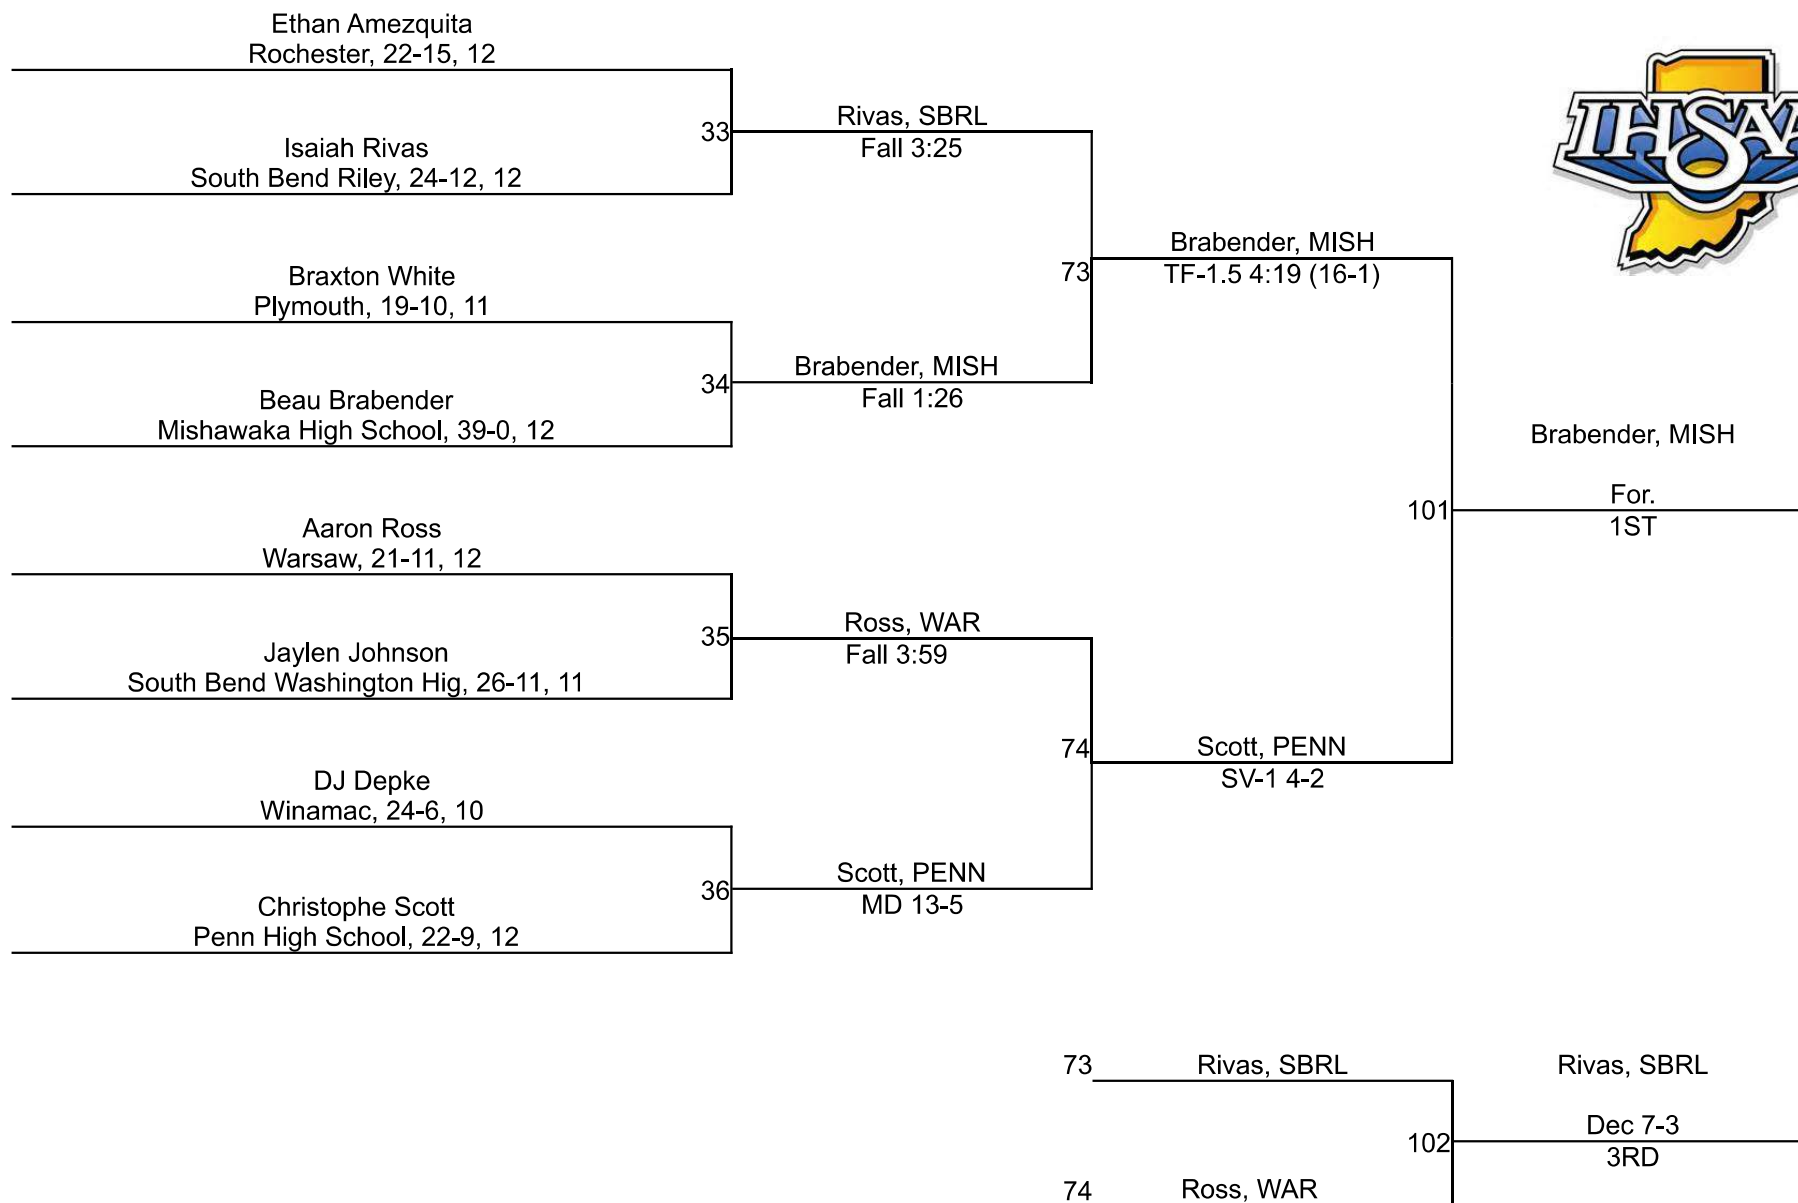 Ethan Amezquita
Rochester, 22-15, 12
33
Rivas, SBRL
Fall 3:25
Isaiah Rivas
South Bend Riley, 24-12, 12
IHSAA
73
Brabender, MISH
TF-1.5 4:19 (16-1)
Braxton White
Plymouth, 19-10, 11
34
Brabender, MISH
Fall 1:26
Beau Brabender
Mishawaka High School, 39-0, 12
Brabender, MISH
101
For.
1ST
Aaron Ross
Warsaw, 21-11, 12
35
Ross, WAR
Fall 3:59
Jaylen Johnson
South Bend Washington Hig, 26-11, 11
74
Scott, PENN
SV-1 4-2
DJ Depke
Winamac, 24-6, 10
36
Scott, PENN
MD 13-5
Christophe Scott
Penn High School, 22-9, 12
73
Rivas, SBRL
Rivas, SBRL
102
Dec 7-3
3RD
74
Ross, WAR